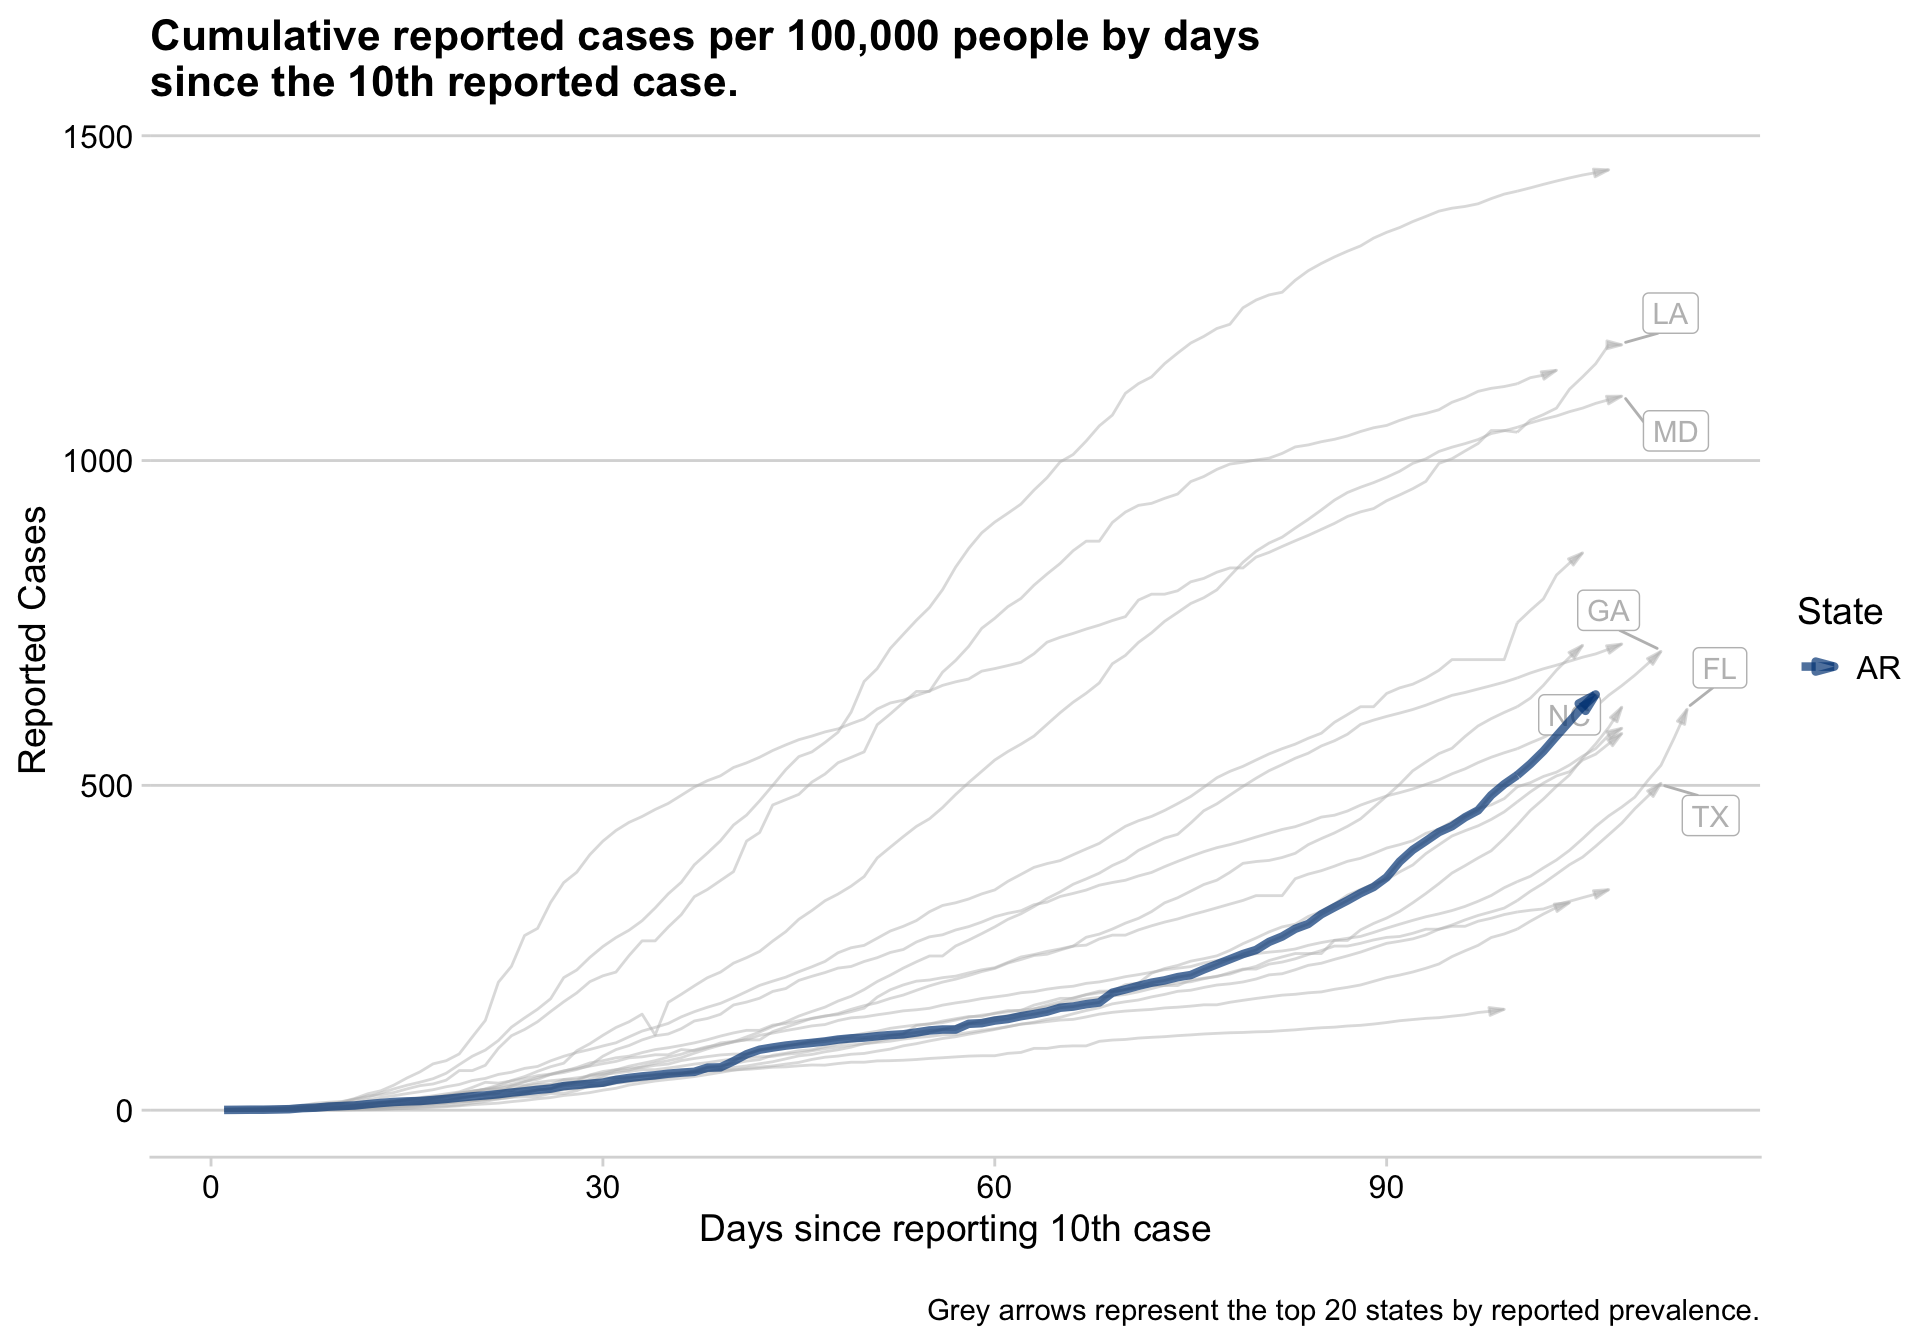 Cumulative reported cases per 100,000 people by days
since the 10th reported case.
1500
1000
500
0
Reported Cases
LA
MD
GA
FL
NC
TX
State
AR
0
30
60
90
Days since reporting 10th case
Grey arrows represent the top 20 states by reported prevalence.